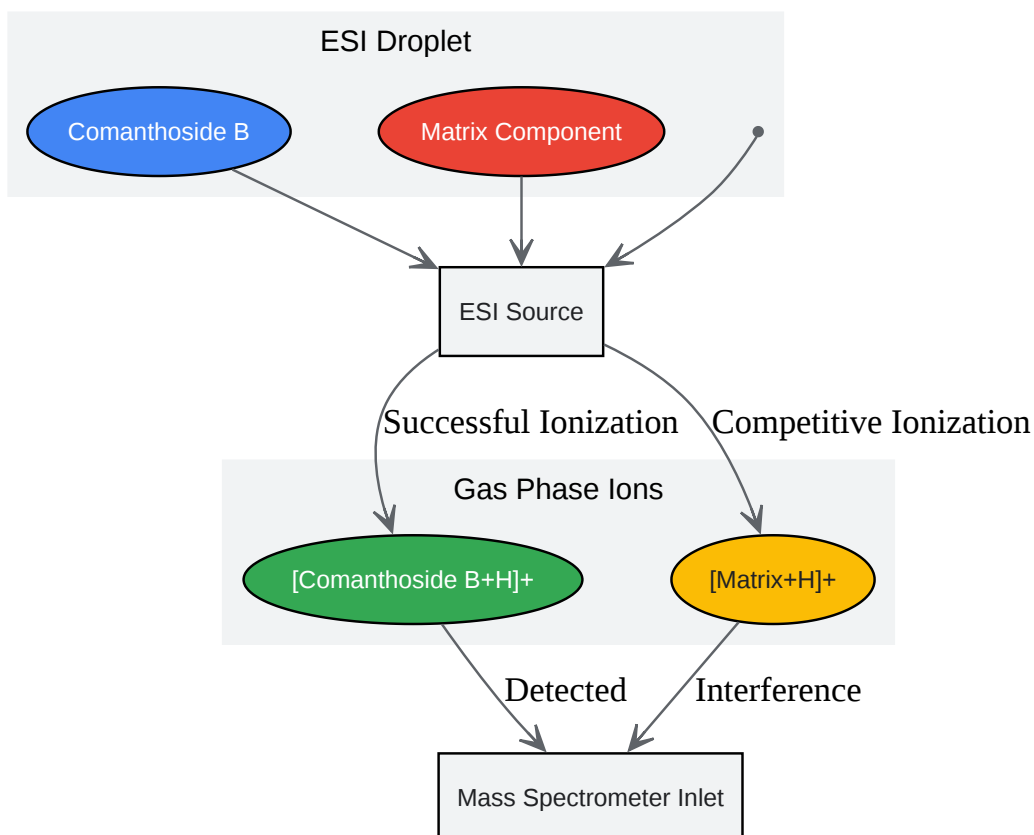 ESI Droplet
Comanthoside B
Matrix Component
ESI Source
Successful Ionization
Competitive Ionization
Gas Phase Ions
[Comanthoside B+H]+
[Matrix+H]+
Detected
Interference
Mass Spectrometer Inlet